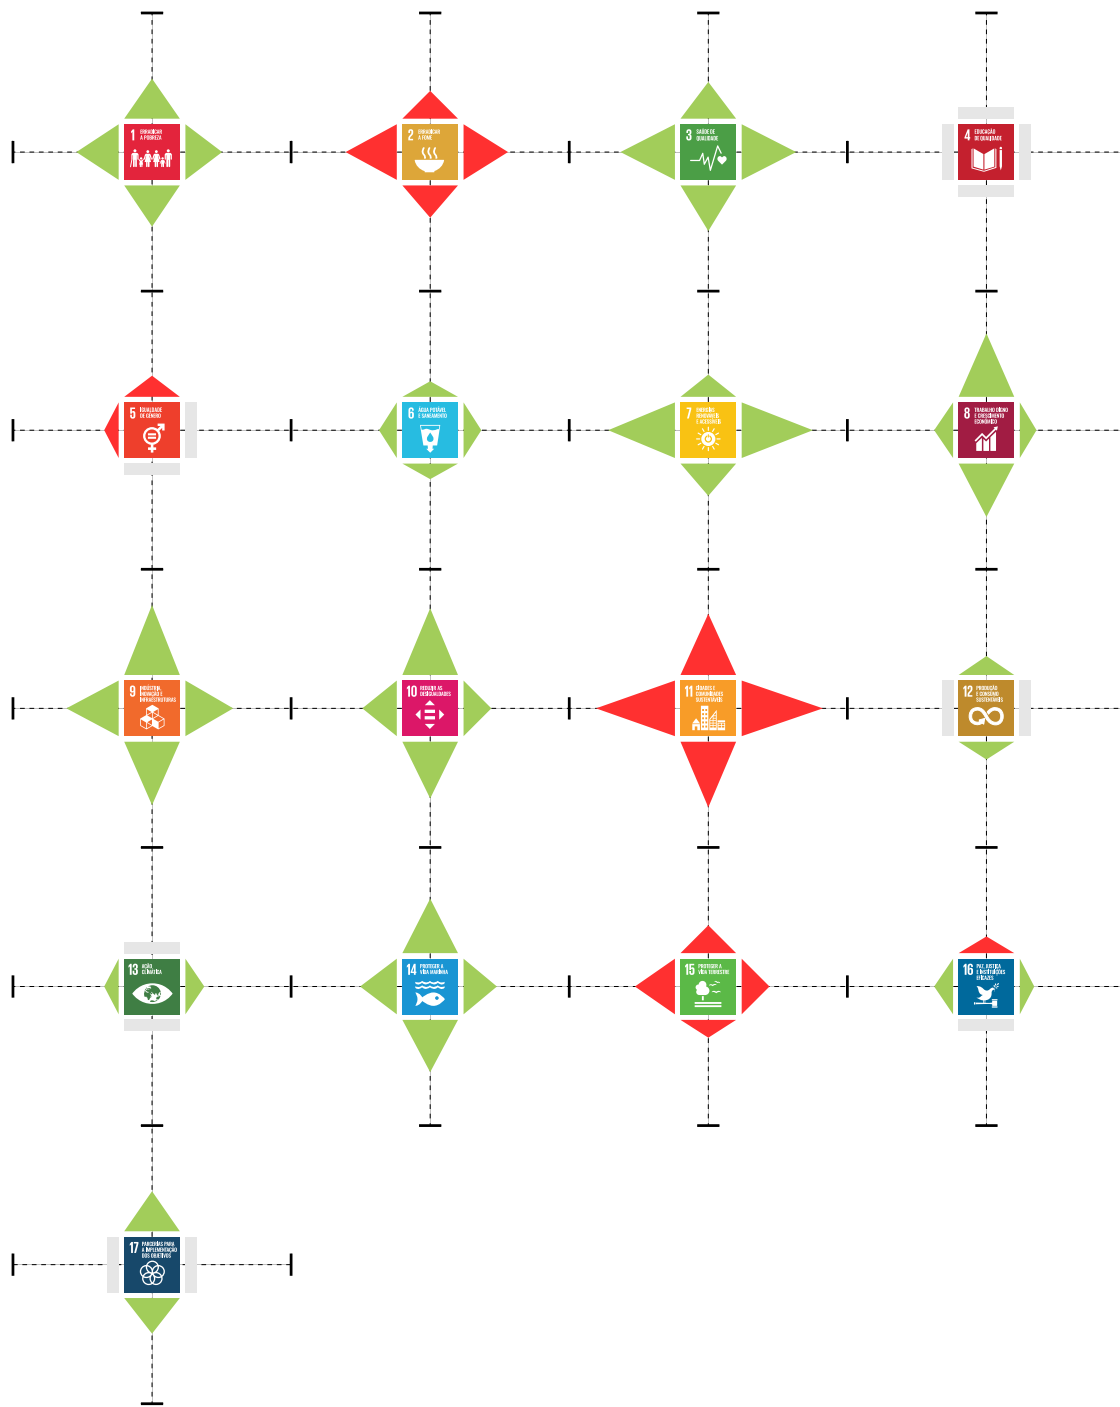 1 ERRADICAR
A POBREZA
2 ERRADICAR
A FOME
3 SAÚDE DE
QUALIDADE
4 EDUCAÇÃO
DE QUALIDADE
5 IGUALDADE
DE GÉNERO
6 ÁGUA POTÁVEL
E SANEAMENTO
7 ENERGIAS
RENOVÁVEIS
E ACESSÍVEIS
8 TRABALHO DIGNO
E CRESCIMENTO
ECONÓMICO
9 INDÚSTRIA,
INOVAÇÃO E
INFRAESTRUTURAS
10 REDUZIR AS
DESIGUALDADES
11 CIDADES E
COMUNIDADES
SUSTENTÁVEIS
12 PRODUÇÃO
E CONSUMO
SUSTENTÁVEIS
13 AÇÃO
CLIMÁTICA
14 PROTEGER A
VIDA MARINHA
15 PROTEGER A
VIDA TERRESTRE
16 PAZ, JUSTIÇA
E INSTITUIÇÕES
EFICAZES
17 PARCERIAS PARA
A IMPLEMENTAÇÃO
DOS OBJETIVOS